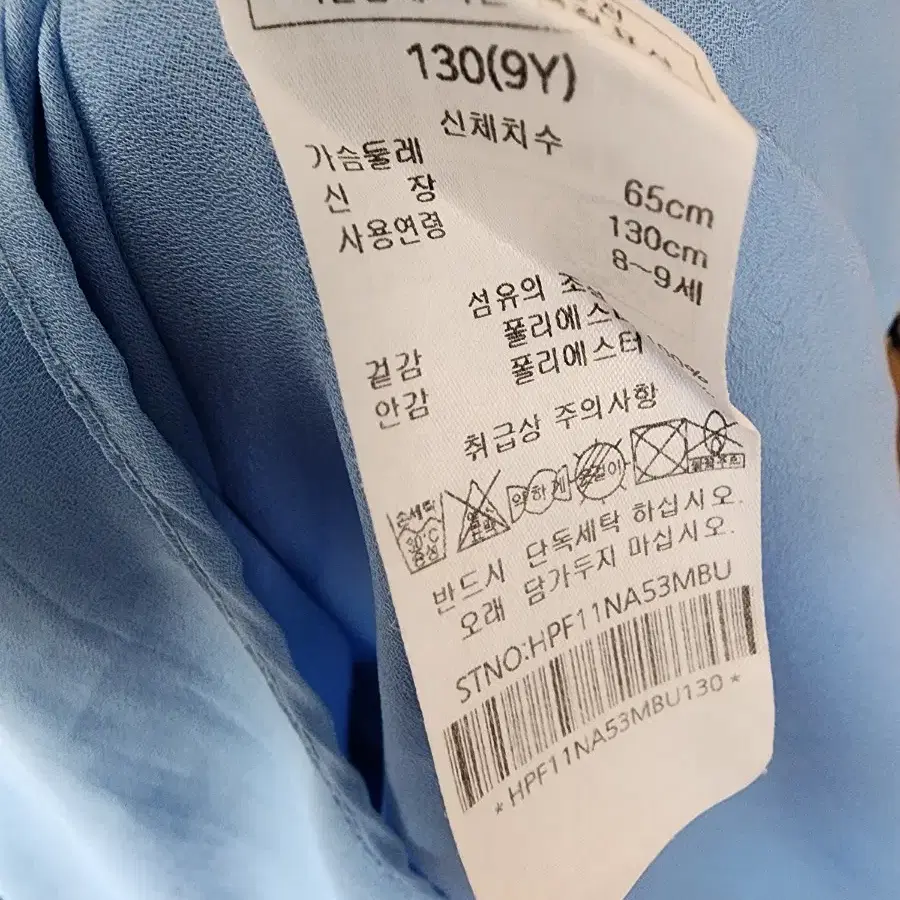 130(9Y)
신체치수
가슴둘레 65cm
신 장 130cm
사용연령 8~9세
섬유의
겉감 폴리에스
안감 폴리에스터
취급상 주의사항
손세탁 약하게 옷걸이
중성
반드시 단독세탁 하십시오.
오래 담가두지 마십시오.
STNO:HPF11NA53MBU
*HPF11NA53MBU130*